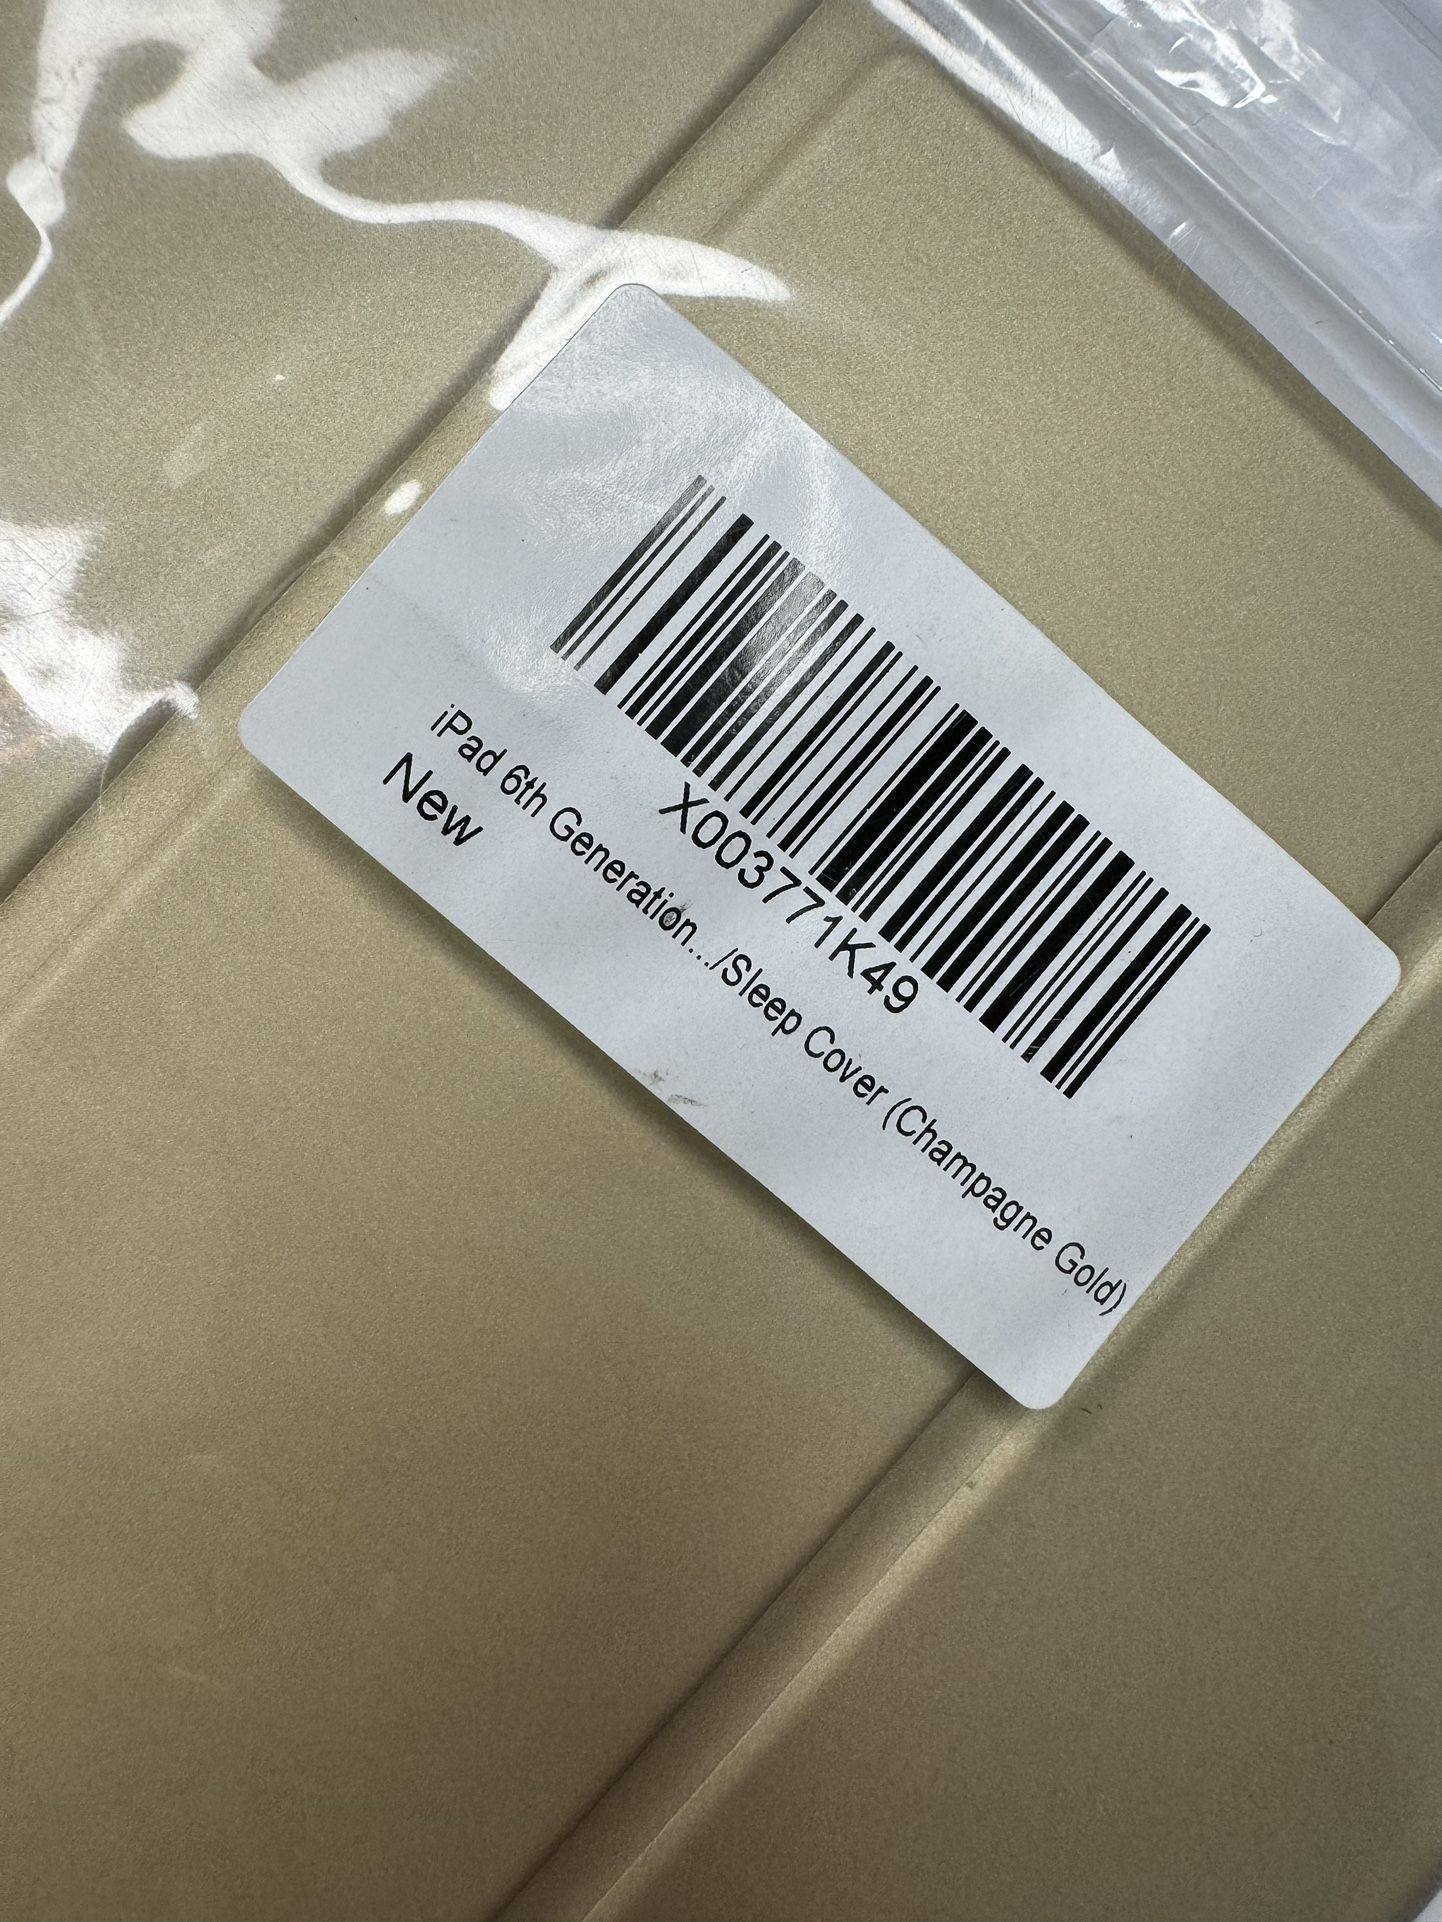 X003771K49
iPad 6th Generation.../Sleep Cover (Champagne Gold)
New